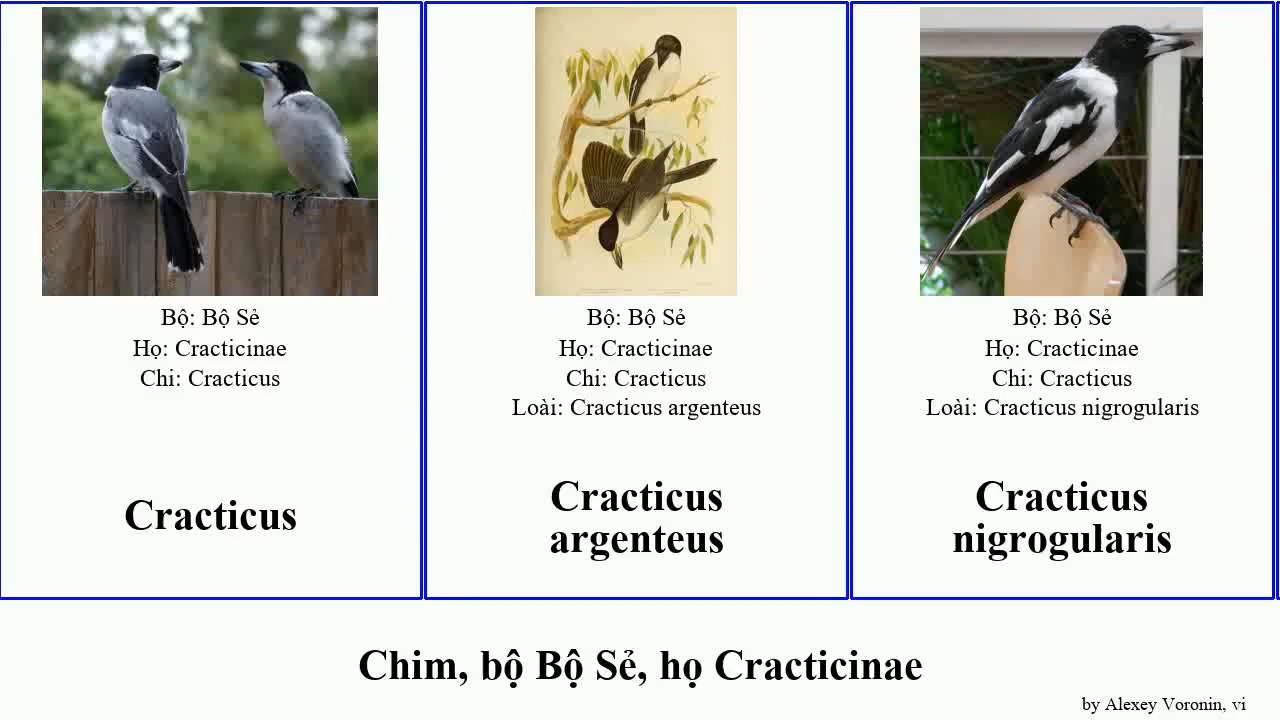 Bộ: Bộ Sẻ
Họ: Cracticinae
Chi: Cracticus
Cracticus
Bộ: Bộ Sẻ
Họ: Cracticinae
Chi: Cracticus
Loài: Cracticus argenteus
Cracticus
argenteus
Bộ: Bộ Sẻ
Họ: Cracticinae
Chi: Cracticus
Loài: Cracticus nigrogularis
Cracticus
nigrogularis
Chim, bộ Bộ Sẻ, họ Cracticinae
by Alexey Voronin, vi